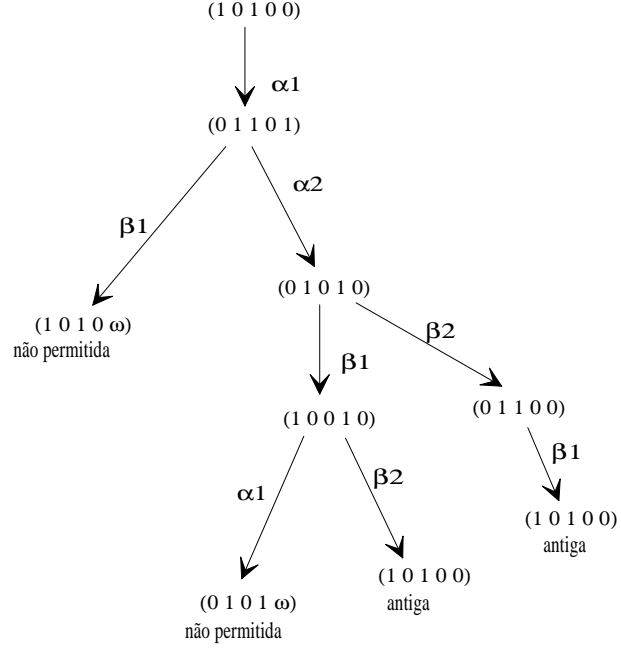 (1 0 1 0 0)
α1
(0 1 1 0 1)
α2
β1
(0 1 0 1 0)
(1 0 1 0 ω)
não permitida
β2
β1
(0 1 1 0 0)
(1 0 0 1 0)
β1
α1
β2
(1 0 1 0 0)
antiga
(1 0 1 0 0)
antiga
(0 1 0 1 ω)
não permitida